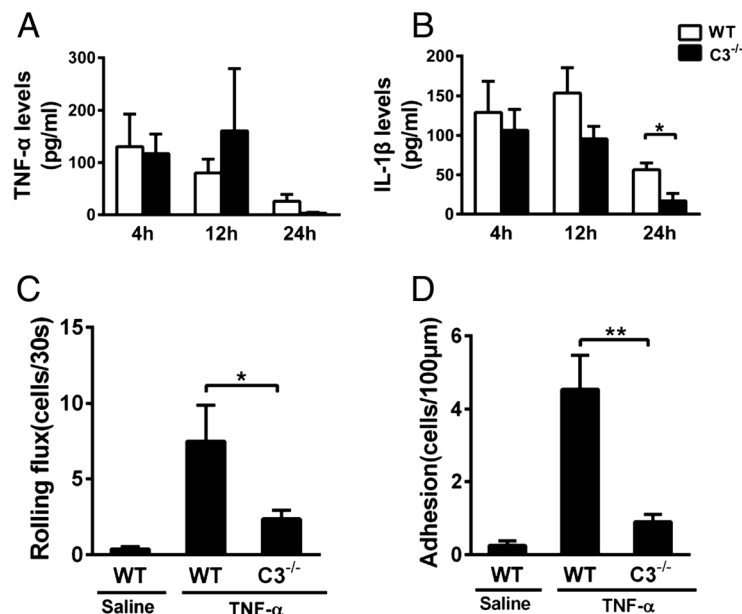 A
TNF-α levels
(pg/ml)
300
200
100
0
4h 12h 24h
B
WT
C3-/-
IL-1β levels
(pg/ml)
200
150
100
50
0
*
4h 12h 24h
C
Rolling flux(cells/30s)
15
10
5
0
*
WT WT C3-/-
Saline TNF-α
D
Adhesion(cells/100μm)
6
4
2
0
**
WT WT C3-/-
Saline TNF-α